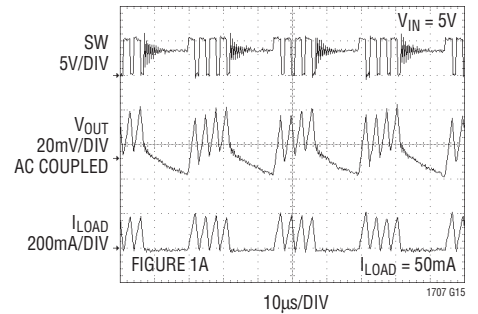 V_IN = 5V
SW
5V/DIV
V_OUT
20mV/DIV
AC COUPLED
I_LOAD
200mA/DIV
FIGURE 1A
I_LOAD = 50mA
1707 G15
10µs/DIV